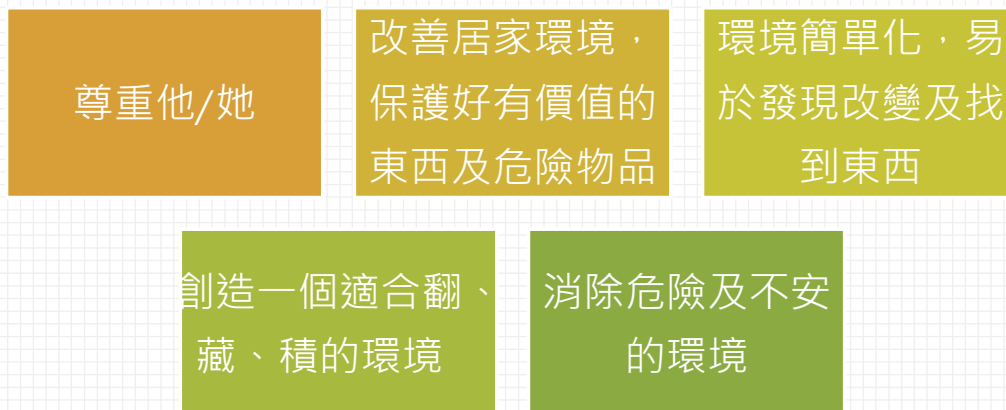 尊重他/她
改善居家環境，
保護好有價值的
東西及危險物品
環境簡單化，易
於發現改變及找
到東西
創造一個適合翻、
藏、積的環境
消除危險及不安
的環境